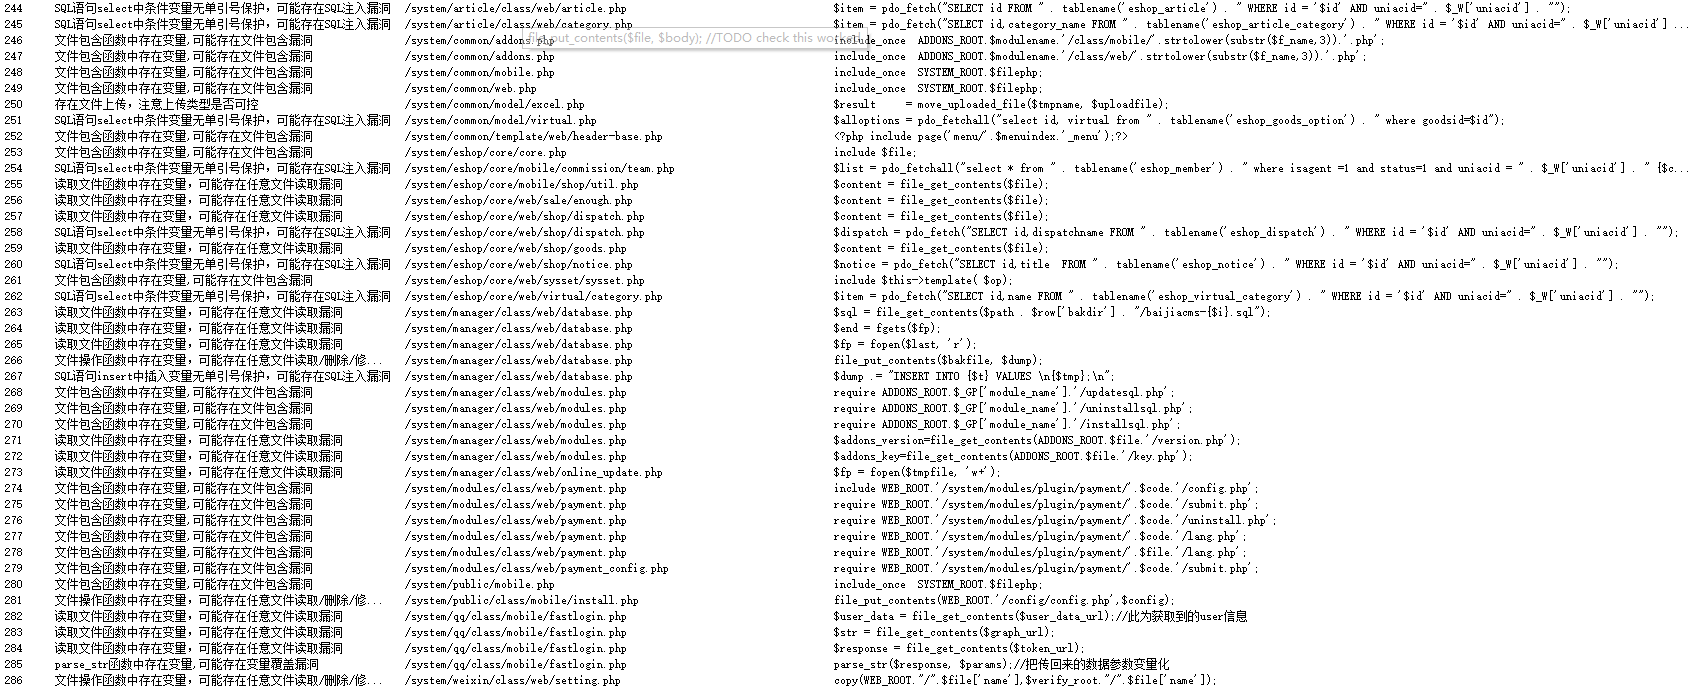 244 SQL语句select中条件变量无单引号保护，可能存在SQL注入漏洞 /system/article/class/web/article.php $item = pdo_fetch("SELECT id FROM " . tablename('eshop_article') . " WHERE id = '$id' AND uniacid=" . $_W['uniacid'] . "");
245 SQL语句select中条件变量无单引号保护，可能存在SQL注入漏洞 /system/article/class/web/category.php $item = pdo_fetch("SELECT id,category_name FROM " . tablename('eshop_article_category') . " WHERE id = '$id' AND uniacid=" . $_W['uniacid'] ...
file_put_contents($file, $body); //TODO check this worked
246 文件包含函数中存在变量,可能存在文件包含漏洞 /system/common/addons.php include_once ADDONS_ROOT.$modulename.'/class/mobile/'.strtolower(substr($f_name,3)).'.php';
247 文件包含函数中存在变量,可能存在文件包含漏洞 /system/common/addons.php include_once ADDONS_ROOT.$modulename.'/class/web/'.strtolower(substr($f_name,3)).'.php';
248 文件包含函数中存在变量,可能存在文件包含漏洞 /system/common/mobile.php include_once SYSTEM_ROOT.$filephp;
249 文件包含函数中存在变量,可能存在文件包含漏洞 /system/common/web.php include_once SYSTEM_ROOT.$filephp;
250 存在文件上传，注意上传类型是否可控 /system/common/model/excel.php $result = move_uploaded_file($tmpname, $uploadfile);
251 SQL语句select中条件变量无单引号保护，可能存在SQL注入漏洞 /system/common/model/virtual.php $alloptions = pdo_fetchall("select id, virtual from " . tablename('eshop_goods_option') . " where goodsid=$id");
252 文件包含函数中存在变量,可能存在文件包含漏洞 /system/common/template/web/header-base.php <?php include page('menu/'.$menuindex.'_menu');?>
253 文件包含函数中存在变量,可能存在文件包含漏洞 /system/eshop/core/core.php include $file;
254 SQL语句select中条件变量无单引号保护，可能存在SQL注入漏洞 /system/eshop/core/mobile/commission/team.php $list = pdo_fetchall("select * from " . tablename('eshop_member') . " where isagent =1 and status=1 and uniacid = " . $_W['uniacid'] . " {$c...
255 读取文件函数中存在变量，可能存在任意文件读取漏洞 /system/eshop/core/mobile/shop/util.php $content = file_get_contents($file);
256 读取文件函数中存在变量，可能存在任意文件读取漏洞 /system/eshop/core/web/sale/enough.php $content = file_get_contents($file);
257 读取文件函数中存在变量，可能存在任意文件读取漏洞 /system/eshop/core/web/shop/dispatch.php $content = file_get_contents($file);
258 SQL语句select中条件变量无单引号保护，可能存在SQL注入漏洞 /system/eshop/core/web/shop/dispatch.php $dispatch = pdo_fetch("SELECT id,dispatchname FROM " . tablename('eshop_dispatch') . " WHERE id = '$id' AND uniacid=" . $_W['uniacid'] . "");
259 读取文件函数中存在变量，可能存在任意文件读取漏洞 /system/eshop/core/web/shop/goods.php $content = file_get_contents($file);
260 SQL语句select中条件变量无单引号保护，可能存在SQL注入漏洞 /system/eshop/core/web/shop/notice.php $notice = pdo_fetch("SELECT id,title FROM " . tablename('eshop_notice') . " WHERE id = '$id' AND uniacid=" . $_W['uniacid'] . "");
261 文件包含函数中存在变量,可能存在文件包含漏洞 /system/eshop/core/web/sysset/sysset.php include $this->template( $op);
262 SQL语句select中条件变量无单引号保护，可能存在SQL注入漏洞 /system/eshop/core/web/virtual/category.php $item = pdo_fetch("SELECT id,name FROM " . tablename('eshop_virtual_category') . " WHERE id = '$id' AND uniacid=" . $_W['uniacid'] . "");
263 读取文件函数中存在变量，可能存在任意文件读取漏洞 /system/manager/class/web/database.php $sql = file_get_contents($path . $row['bakdir'] . "/baijiacms-{$i}.sql");
264 读取文件函数中存在变量，可能存在任意文件读取漏洞 /system/manager/class/web/database.php $end = fgets($fp);
265 读取文件函数中存在变量，可能存在任意文件读取漏洞 /system/manager/class/web/database.php $fp = fopen($last, 'r');
266 文件操作函数中存在变量，可能存在任意文件读取/删除/修... /system/manager/class/web/database.php file_put_contents($bakfile, $dump);
267 SQL语句insert中插入变量无单引号保护，可能存在SQL注入漏洞 /system/manager/class/web/database.php $dump .= "INSERT INTO {$t} VALUES \n{$tmp};\n";
268 文件包含函数中存在变量,可能存在文件包含漏洞 /system/manager/class/web/modules.php require ADDONS_ROOT.$_GP['module_name'].'/updatesql.php';
269 文件包含函数中存在变量,可能存在文件包含漏洞 /system/manager/class/web/modules.php require ADDONS_ROOT.$_GP['module_name'].'/uninstallsql.php';
270 文件包含函数中存在变量,可能存在文件包含漏洞 /system/manager/class/web/modules.php require ADDONS_ROOT.$_GP['module_name'].'/installsql.php';
271 读取文件函数中存在变量，可能存在任意文件读取漏洞 /system/manager/class/web/modules.php $addons_version=file_get_contents(ADDONS_ROOT.$file.'/version.php');
272 读取文件函数中存在变量，可能存在任意文件读取漏洞 /system/manager/class/web/modules.php $addons_key=file_get_contents(ADDONS_ROOT.$file.'/key.php');
273 读取文件函数中存在变量，可能存在任意文件读取漏洞 /system/manager/class/web/online_update.php $fp = fopen($tmpfile, 'w+');
274 文件包含函数中存在变量,可能存在文件包含漏洞 /system/modules/class/web/payment.php include WEB_ROOT.'/system/modules/plugin/payment/'.$code.'/config.php';
275 文件包含函数中存在变量,可能存在文件包含漏洞 /system/modules/class/web/payment.php require WEB_ROOT.'/system/modules/plugin/payment/'.$code.'/submit.php';
276 文件包含函数中存在变量,可能存在文件包含漏洞 /system/modules/class/web/payment.php require WEB_ROOT.'/system/modules/plugin/payment/'.$code.'/uninstall.php';
277 文件包含函数中存在变量,可能存在文件包含漏洞 /system/modules/class/web/payment.php require WEB_ROOT.'/system/modules/plugin/payment/'.$code.'/lang.php';
278 文件包含函数中存在变量,可能存在文件包含漏洞 /system/modules/class/web/payment.php require WEB_ROOT.'/system/modules/plugin/payment/'.$file.'/lang.php';
279 文件包含函数中存在变量,可能存在文件包含漏洞 /system/modules/class/web/payment_config.php require WEB_ROOT.'/system/modules/plugin/payment/'.$code.'/submit.php';
280 文件包含函数中存在变量,可能存在文件包含漏洞 /system/public/mobile.php include_once SYSTEM_ROOT.$filephp;
281 文件操作函数中存在变量，可能存在任意文件读取/删除/修... /system/public/class/mobile/install.php file_put_contents(WEB_ROOT.'/config/config.php',$config);
282 读取文件函数中存在变量，可能存在任意文件读取漏洞 /system/qq/class/mobile/fastlogin.php $user_data = file_get_contents($user_data_url);//此为获取到的user信息
283 读取文件函数中存在变量，可能存在任意文件读取漏洞 /system/qq/class/mobile/fastlogin.php $str = file_get_contents($graph_url);
284 读取文件函数中存在变量，可能存在任意文件读取漏洞 /system/qq/class/mobile/fastlogin.php $response = file_get_contents($token_url);
285 parse_str函数中存在变量,可能存在变量覆盖漏洞 /system/qq/class/mobile/fastlogin.php parse_str($response, $params);//把传回来的数据参数变量化
286 文件操作函数中存在变量，可能存在任意文件读取/删除/修... /system/weixin/class/web/setting.php copy(WEB_ROOT."/".$file['name'],$verify_root."/".$file['name']);